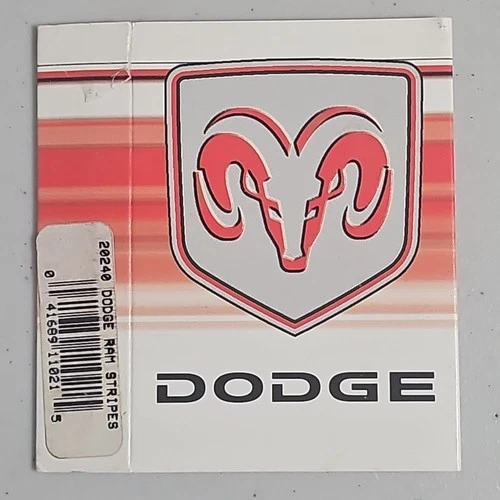 DODGE
20240 DODGE RAM STRIPES
0 41689 11021 5